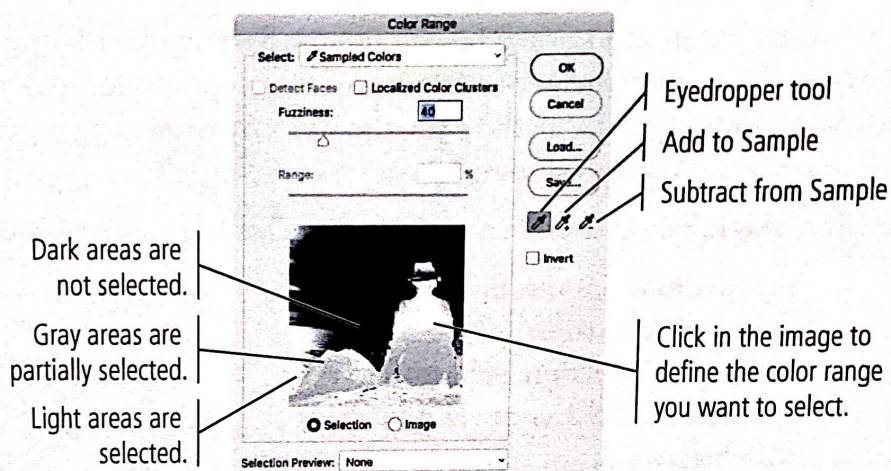 Color Range
Select: Sampled Colors
Detect Faces
Localized Color Clusters
Fuzziness: 40
Range: %
OK
Cancel
Load...
Save...
Invert
Selection
Image
Selection Preview: None
Eyedropper tool
Add to Sample
Subtract from Sample
Dark areas are
not selected.
Gray areas are
partially selected.
Light areas are
selected.
Click in the image to
define the color range
you want to select.